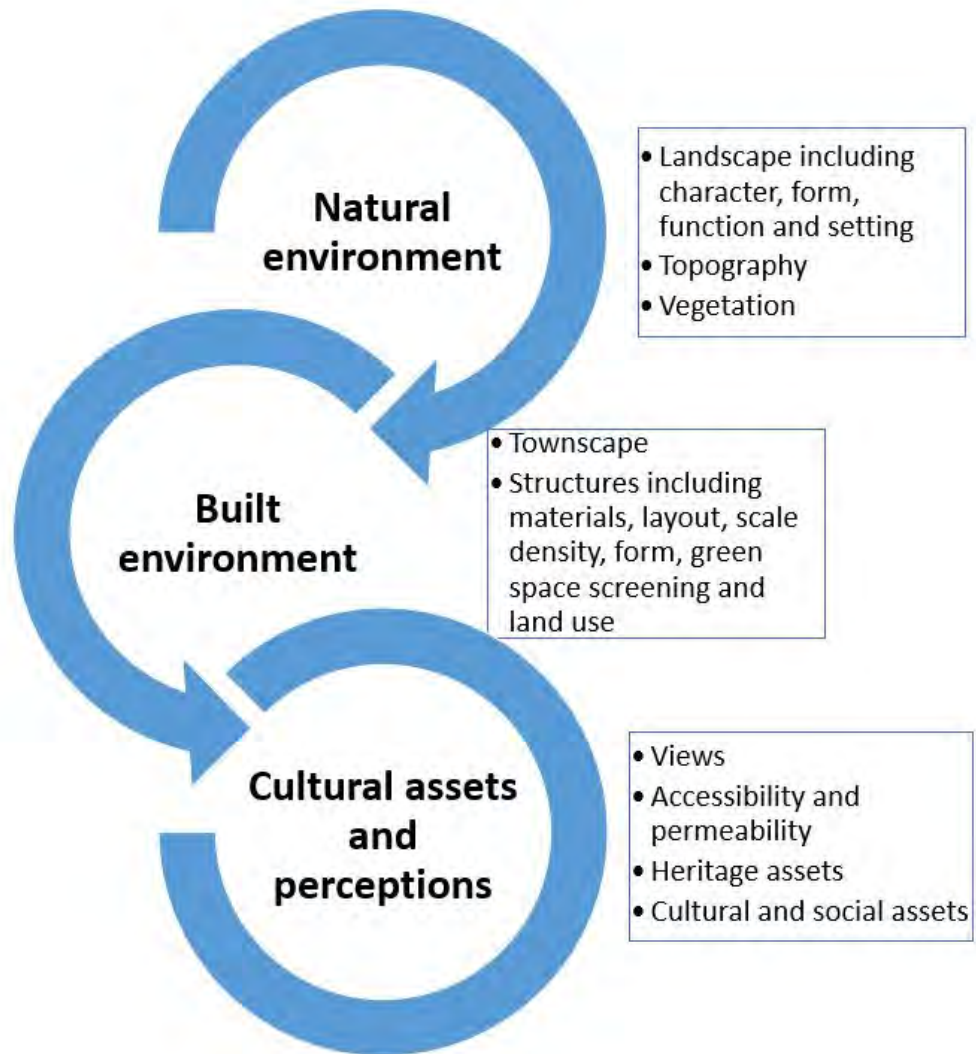 Natural
environment
• Landscape including
character, form,
function and setting
• Topography
• Vegetation
Built
environment
• Townscape
• Structures including
materials, layout, scale
density, form, green
space screening and
land use
Cultural assets
and
perceptions
• Views
• Accessibility and
permeability
• Heritage assets
• Cultural and social assets